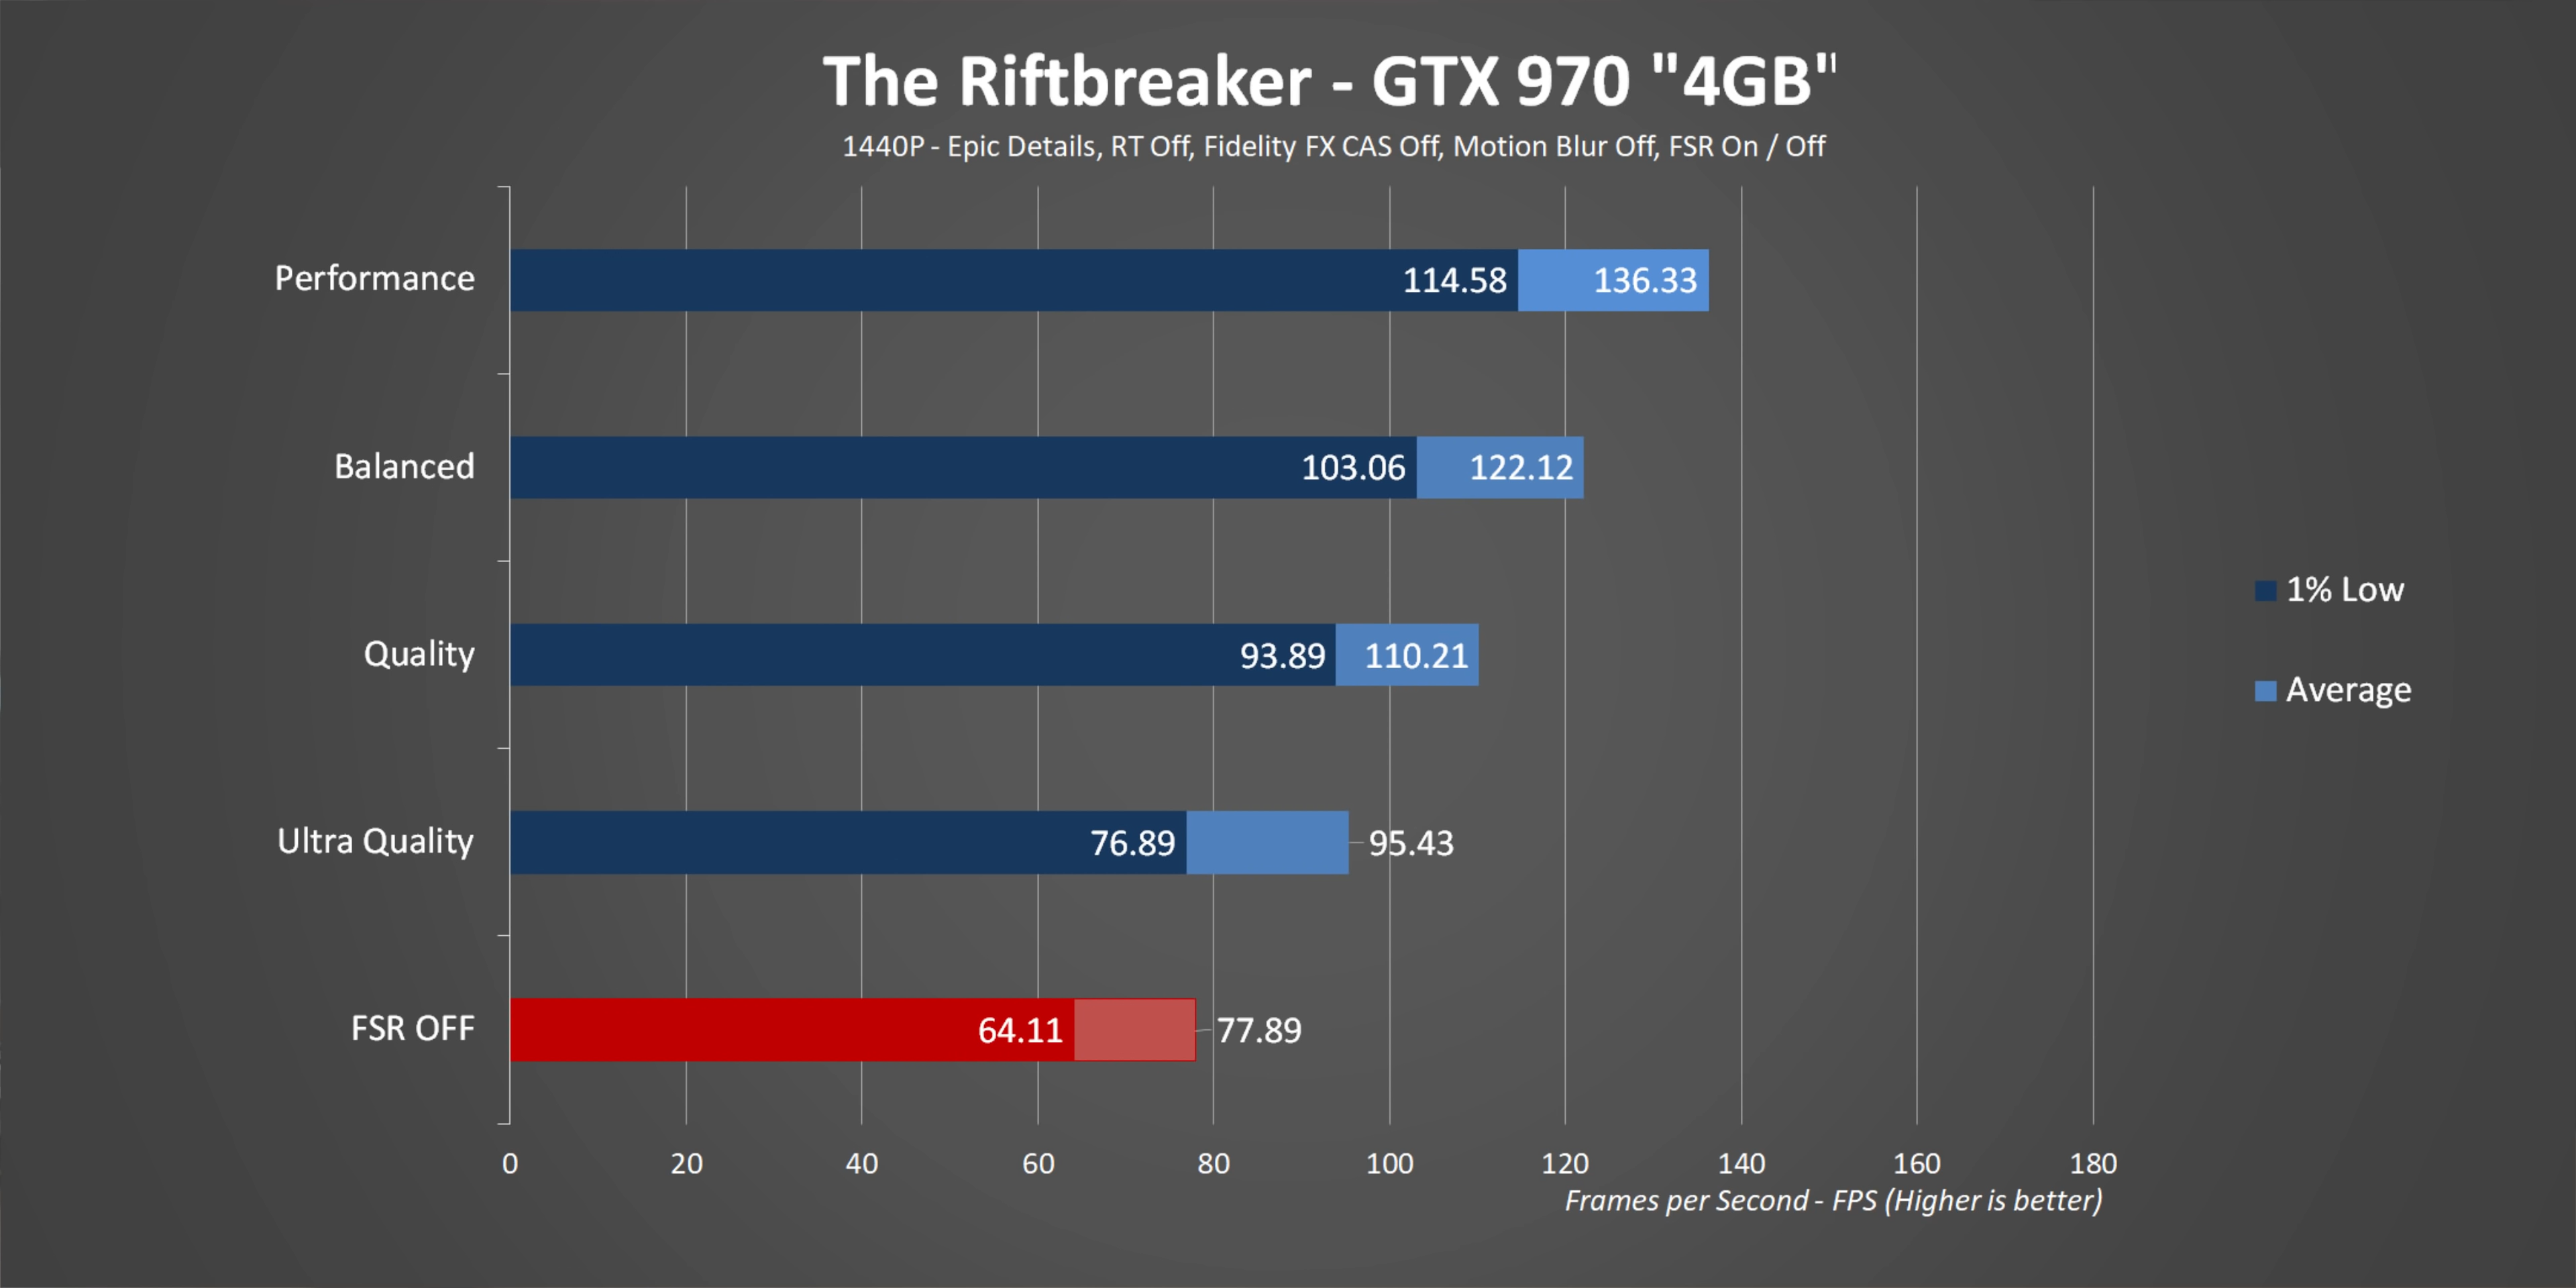 The Riftbreaker - GTX 970 "4GB"
1440P - Epic Details, RT Off, Fidelity FX CAS Off, Motion Blur Off, FSR On / Off
Performance
114.58
136.33
Balanced
103.06
122.12
Quality
93.89
110.21
Ultra Quality
76.89
95.43
FSR OFF
64.11
77.89
1% Low
Average
0 20 40 60 80 100 120 140 160 180
Frames per Second - FPS (Higher is better)